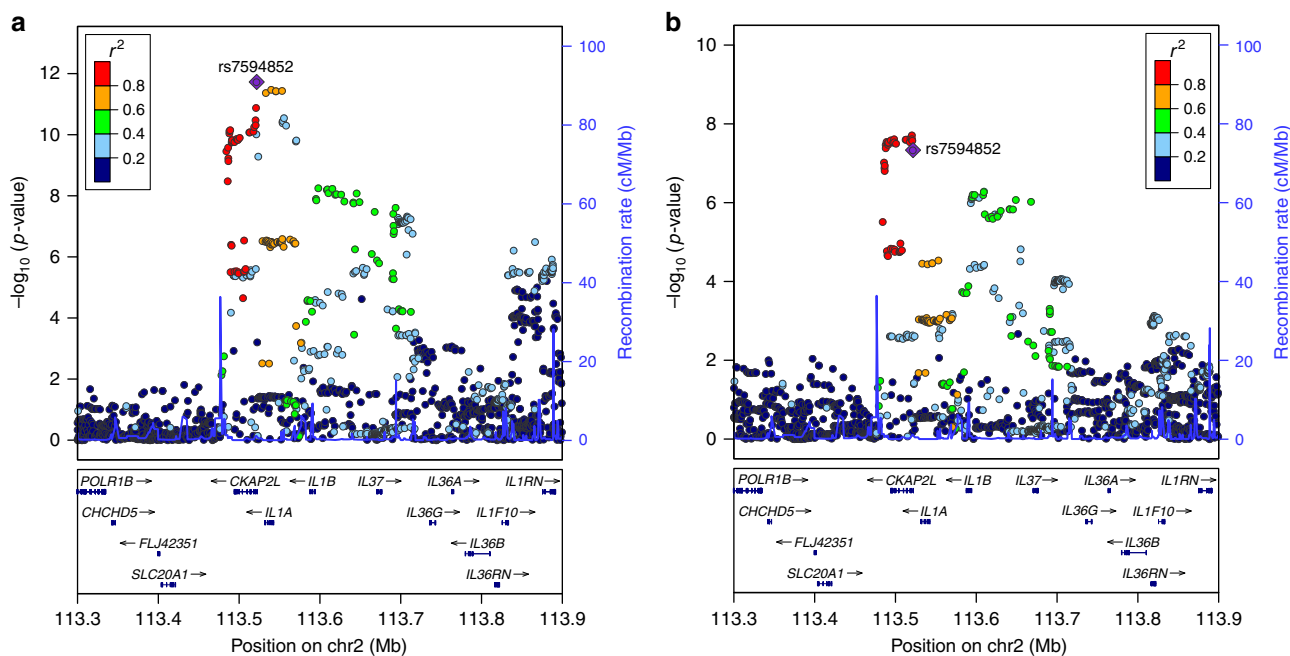 a
r²
0.8
0.6
0.4
0.2
rs7594852
12
10
8
6
4
2
0
–log₁₀ (p-value)
100
80
60
40
20
0
Recombination rate (cM/Mb)
POLR1B → ← CKAP2L ← IL1B IL37 → IL36A → IL1RN →
CHCHD5 → ← IL1A IL36G → IL1F10 →
← FLJ42351 ← IL36B
SLC20A1 → IL36RN →
113.3 113.4 113.5 113.6 113.7 113.8 113.9
Position on chr2 (Mb)
b
r²
0.8
0.6
0.4
0.2
rs7594852
10
8
6
4
2
0
–log₁₀ (p-value)
100
80
60
40
20
0
Recombination rate (cM/Mb)
POLR1B → ← CKAP2L ← IL1B IL37 → IL36A → IL1RN →
CHCHD5 → ← IL1A IL36G → IL1F10 →
← FLJ42351 ← IL36B
SLC20A1 → IL36RN →
113.3 113.4 113.5 113.6 113.7 113.8 113.9
Position on chr2 (Mb)